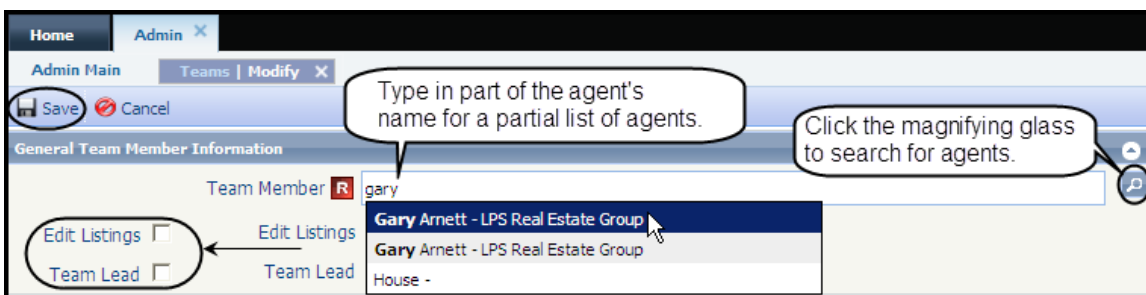 Home Admin X
Admin Main Teams | Modify X
Save Cancel
Type in part of the agent's
name for a partial list of agents.
Click the magnifying glass
to search for agents.
General Team Member Information
Team Member R gary
Gary Arnett - LPS Real Estate Group
Gary Arnett - LPS Real Estate Group
House -
Edit Listings Edit Listings
Team Lead Team Lead